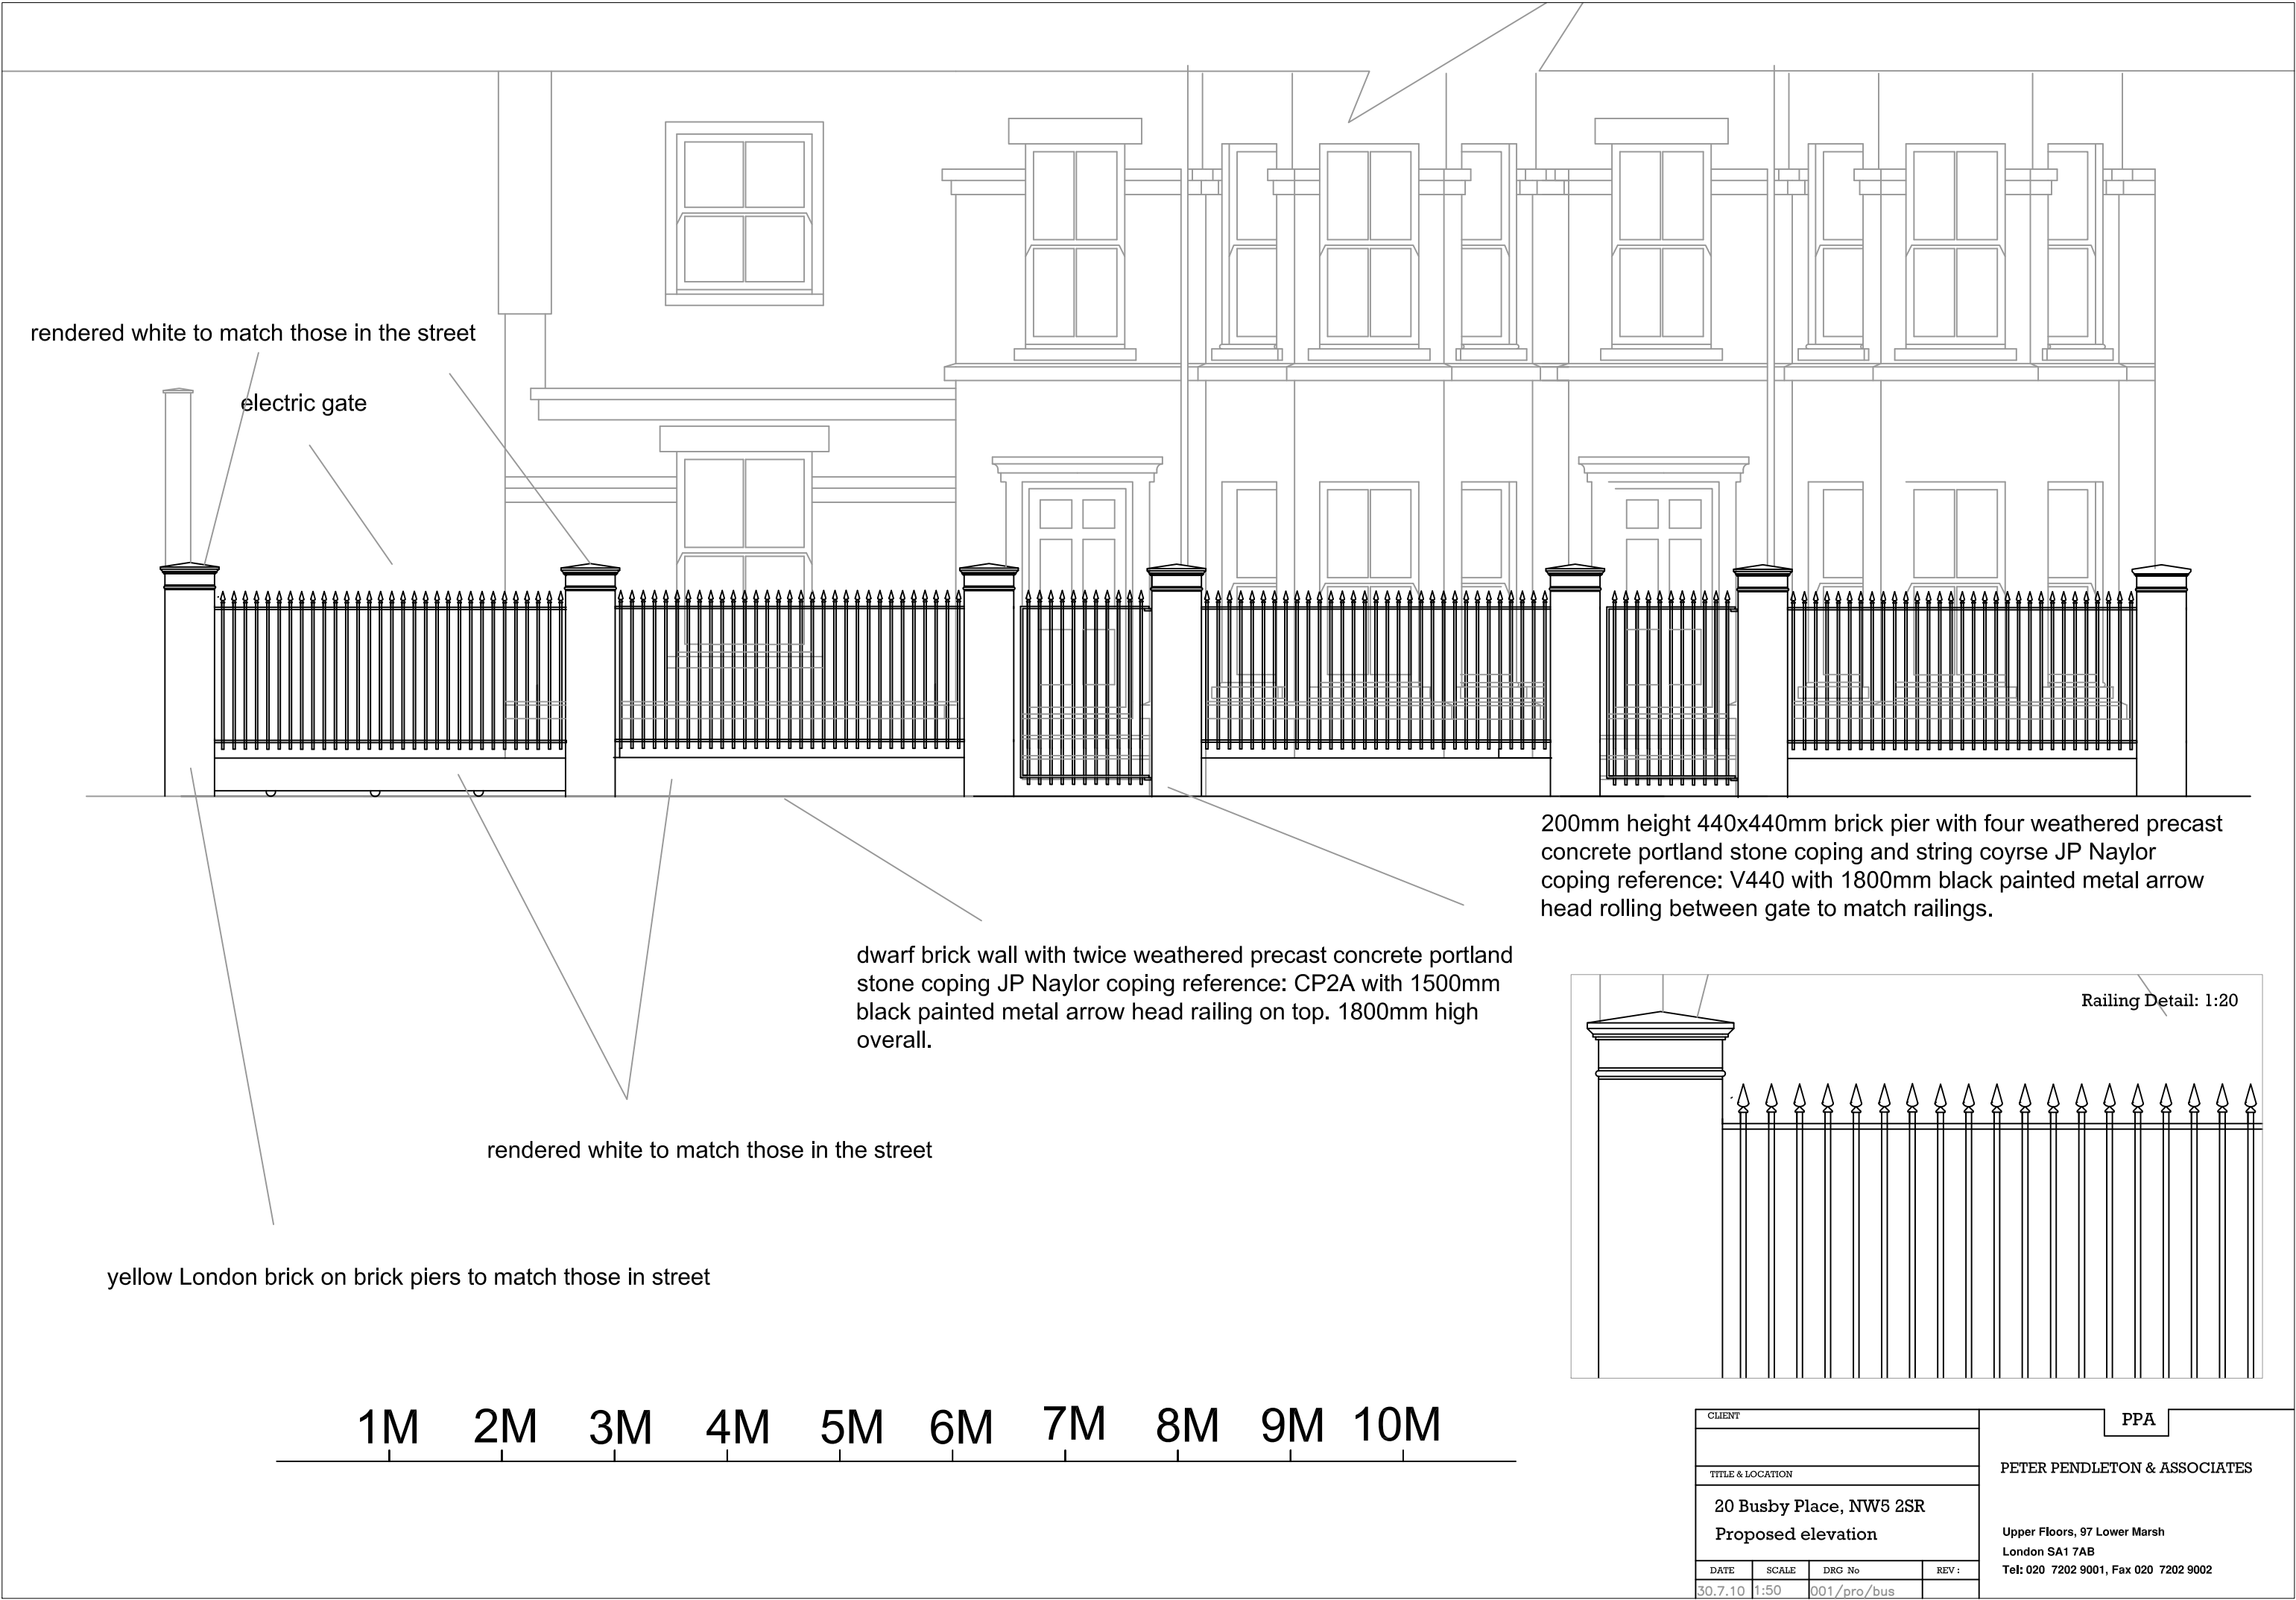 rendered white to match those in the street
electric gate
200mm height 440x440mm brick pier with four weathered precast
concrete portland stone coping and string coyrse JP Naylor
coping reference: V440 with 1800mm black painted metal arrow
head rolling between gate to match railings.
dwarf brick wall with twice weathered precast concrete portland
stone coping JP Naylor coping reference: CP2A with 1500mm
black painted metal arrow head railing on top. 1800mm high
overall.
Railing Detail: 1:20
rendered white to match those in the street
yellow London brick on brick piers to match those in street
1M 2M 3M 4M 5M 6M 7M 8M 9M 10M
CLIENT
TITLE & LOCATION
20 Busby Place, NW5 2SR
Proposed elevation
DATE SCALE DRG No REV :
30.7.10 1:50 001/pro/bus
PPA
PETER PENDLETON & ASSOCIATES
Upper Floors, 97 Lower Marsh
London SA1 7AB
Tel: 020 7202 9001, Fax 020 7202 9002